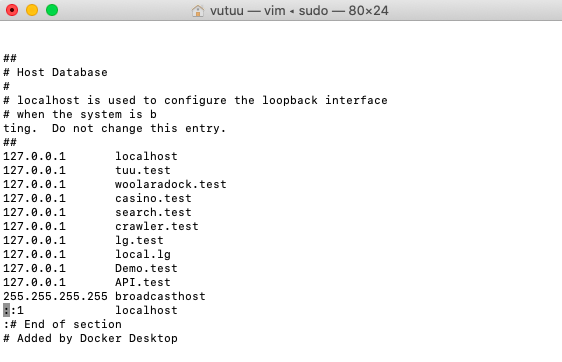 vutuu — vim ◂ sudo — 80×24
##
# Host Database
#
# localhost is used to configure the loopback interface
# when the system is b
ting.  Do not change this entry.
##
127.0.0.1       localhost
127.0.0.1       tuu.test
127.0.0.1       woolaradock.test
127.0.0.1       casino.test
127.0.0.1       search.test
127.0.0.1       crawler.test
127.0.0.1       lg.test
127.0.0.1       local.lg
127.0.0.1       Demo.test
127.0.0.1       API.test
255.255.255.255 broadcasthost
::1             localhost
:# End of section
# Added by Docker Desktop